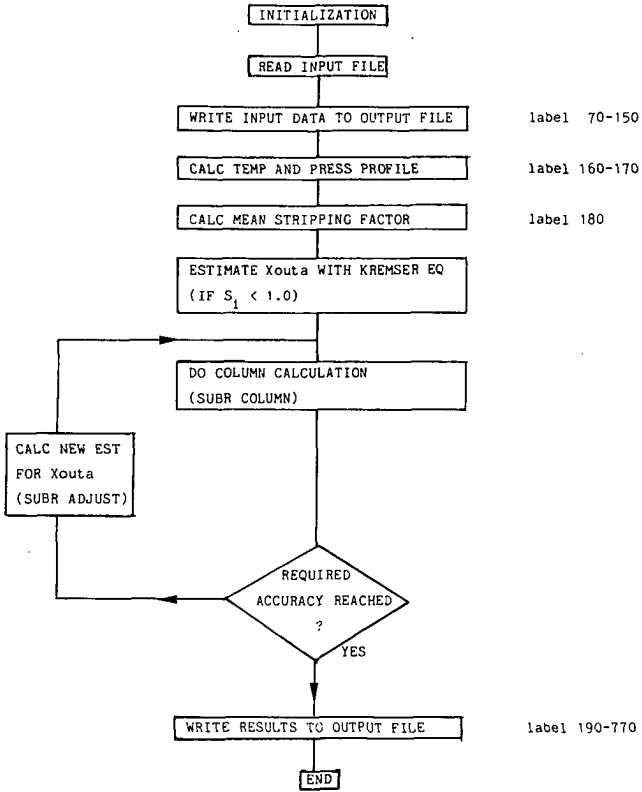 INITIALIZATION
READ INPUT FILE
WRITE INPUT DATA TO OUTPUT FILE label 70-150
CALC TEMP AND PRESS PROFILE label 160-170
CALC MEAN STRIPPING FACTOR label 180
ESTIMATE Xouta WITH KREMSER EQ
(IF Si < 1.0)
DO COLUMN CALCULATION
(SUBR COLUMN)
CALC NEW EST
FOR Xouta
(SUBR ADJUST)
REQUIRED
ACCURACY REACHED
?
YES
WRITE RESULTS TO OUTPUT FILE label 190-770
END